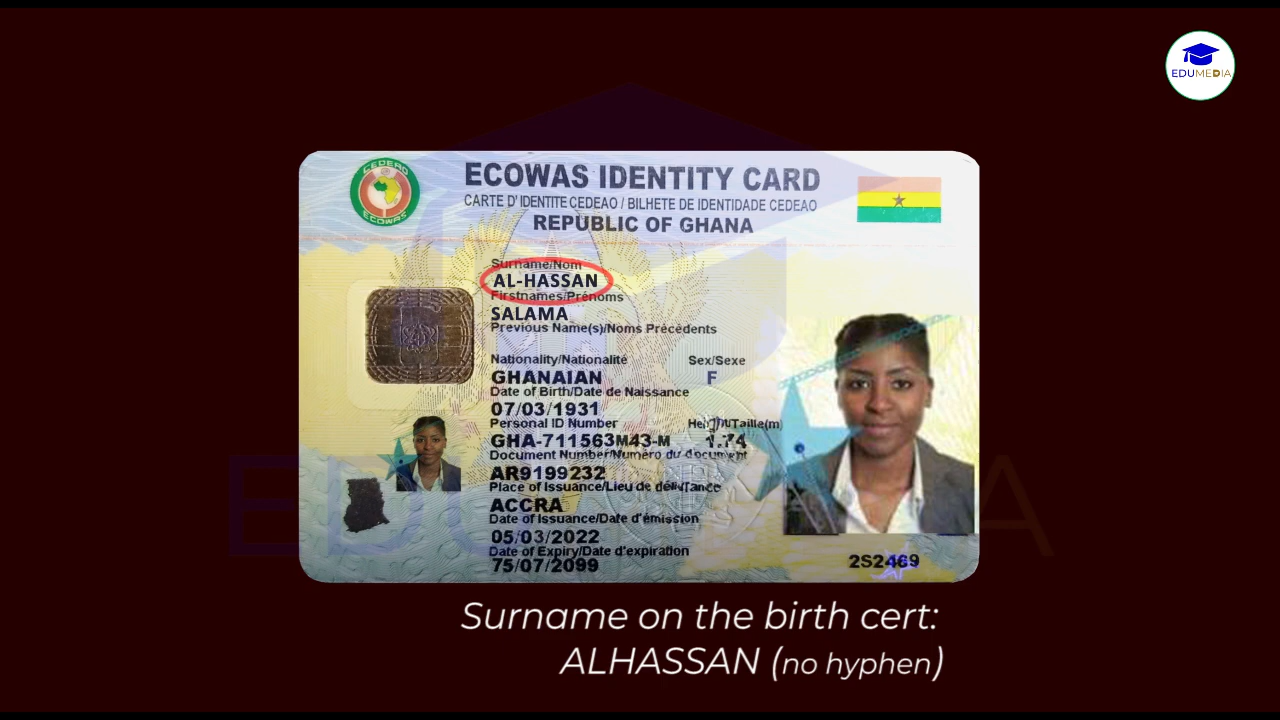 EDUMEDIA
CEDEAO
ECOWAS
ECOWAS IDENTITY CARD
CARTE D'IDENTITE CEDEAO / BILHETE DE IDENTIDADE CEDEAO
REPUBLIC OF GHANA
Surname/Nom
AL-HASSAN
Firstnames/Prénoms
SALAMA
Previous Name(s)/Noms Précédents
Nationality/Nationalité
Sex/Sexe
GHANAIAN
F
Date of Birth/Date de Naissance
07/03/1931
Personal ID Number
Height/Taille(m)
GHA-711563M43-M
1.74
Document Number/Numéro du document
AR9199232
Place of Issuance/Lieu de délivrance
ACCRA
Date of Issuance/Date d'émission
05/03/2022
Date of Expiry/Date d'expiration
75/07/2099
2S2469
EDUMEDIA
Surname on the birth cert:
ALHASSAN (no hyphen)